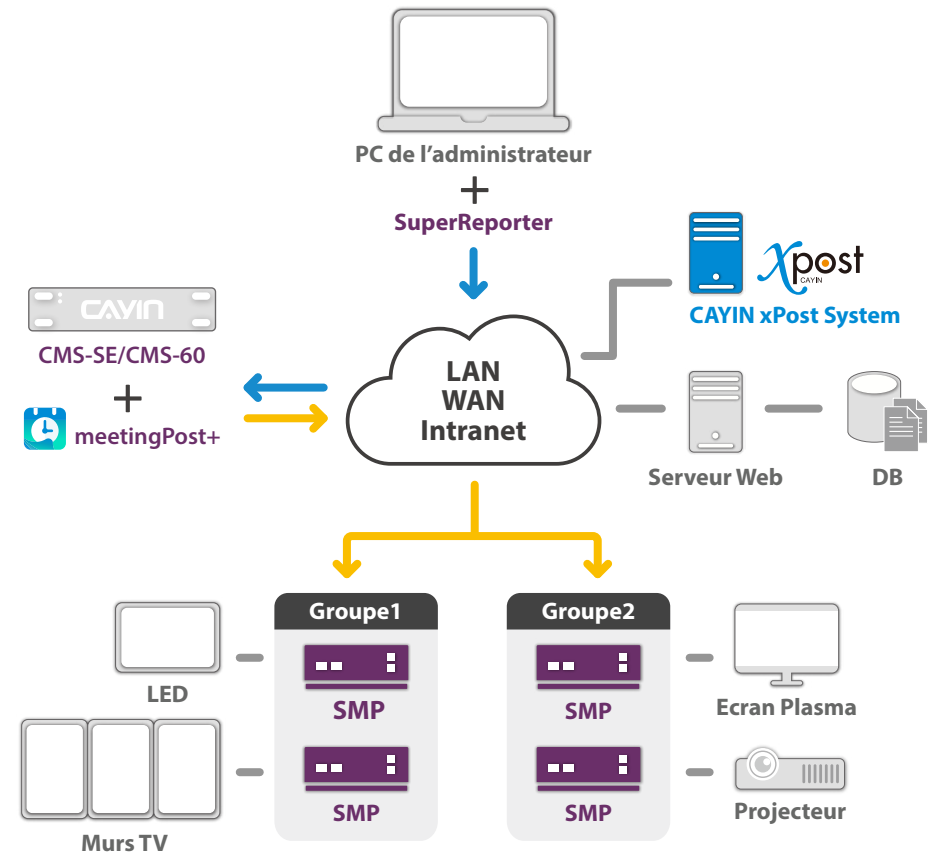 PC de l’administrateur
SuperReporter
Xpost
CAYIN
CAYIN xPost System
CAYIN
CMS-SE/CMS-60
meetingPost+
LAN
WAN
Intranet
Serveur Web
DB
Groupe1
Groupe2
LED
SMP
SMP
Ecran Plasma
Murs TV
SMP
SMP
Projecteur